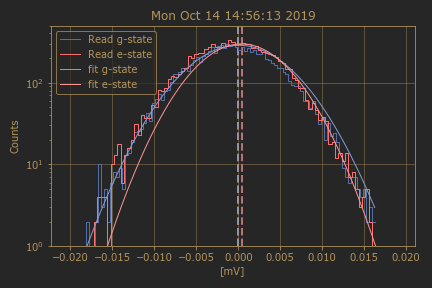 Mon Oct 14 14:56:13 2019
Read g-state
Read e-state
fit g-state
fit e-state
Counts
10²
10¹
10⁰
−0.020 −0.015 −0.010 −0.005 0.000 0.005 0.010 0.015 0.020
[mV]